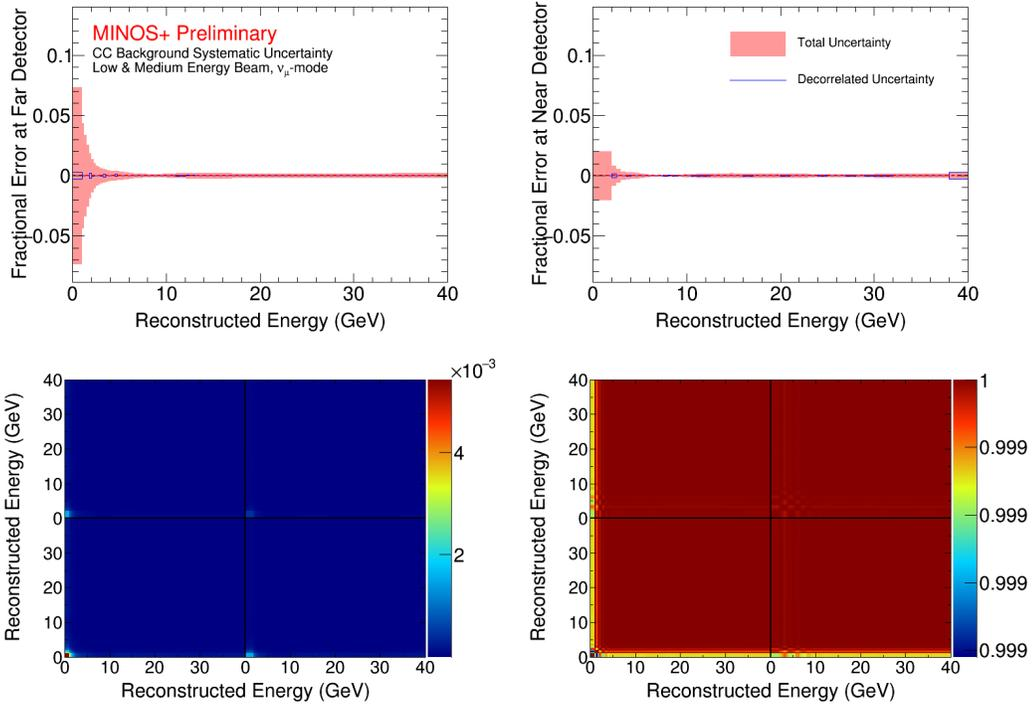 MINOS+ Preliminary
CC Background Systematic Uncertainty
Low & Medium Energy Beam, νμ-mode
Fractional Error at Far Detector
0.1
0.05
0
-0.05
0 10 20 30 40
Reconstructed Energy (GeV)
Total Uncertainty
Decorrelated Uncertainty
Fractional Error at Near Detector
0.1
0.05
0
-0.05
0 10 20 30 40
Reconstructed Energy (GeV)
×10⁻³
Reconstructed Energy (GeV)
40
30
20
10
0
30
20
10
0
0 10 20 30 0 10 20 30 40
Reconstructed Energy (GeV)
4
2
Reconstructed Energy (GeV)
40
30
20
10
0
30
20
10
0
0 10 20 30 0 10 20 30 40
Reconstructed Energy (GeV)
1
0.999
0.999
0.999
0.999